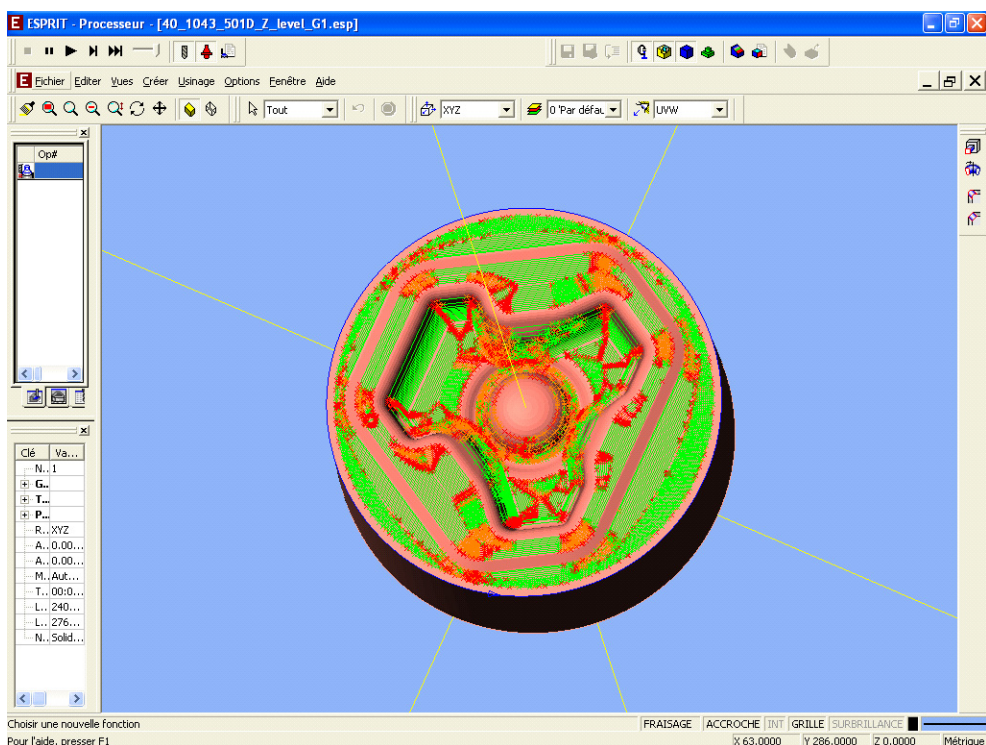 ESPRIT - Processeur - [40_1043_501D_Z_level_G1.esp]
Fichier Editer Vues Créer Usinage Options Fenêtre Aide
Tout XYZ 0 'Par défau UVW
Op#
Clé Va...
N.. 1
G...
T...
P...
R.. XYZ
A.. 0.00...
A.. 0.00...
M.. Aut...
T.. 00:0...
L.. 240...
L.. 276...
N.. Solid...
Choisir une nouvelle fonction FRAISAGE ACCROCHE INT GRILLE SURBRILLANCE
Pour l'aide, presser F1 X 63.0000 Y 286.0000 Z 0.0000 Métrique